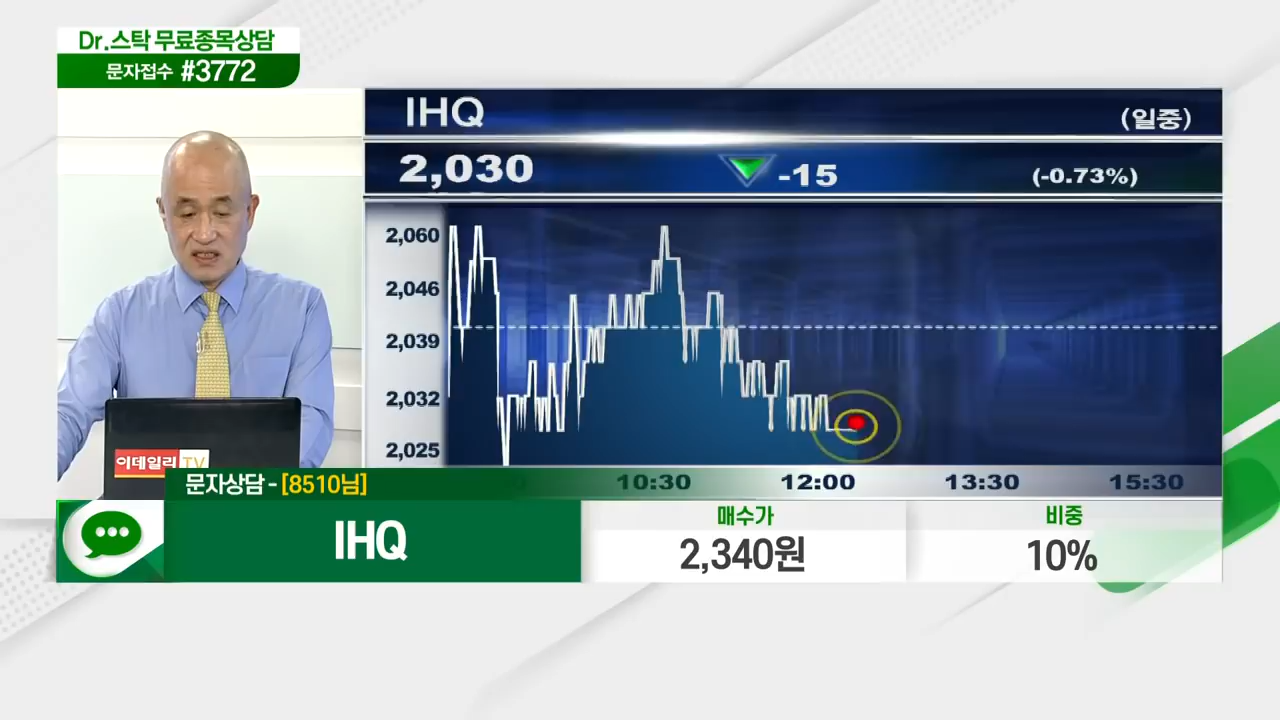 Dr.스탁 무료종목상담
문자접수 #3772
IHQ
(일중)
2,030
-15
(-0.73%)
2,060
2,046
2,039
2,032
2,025
10:30
12:00
13:30
15:30
이데일리 TV
문자상담 - [8510님]
IHQ
매수가
2,340원
비중
10%